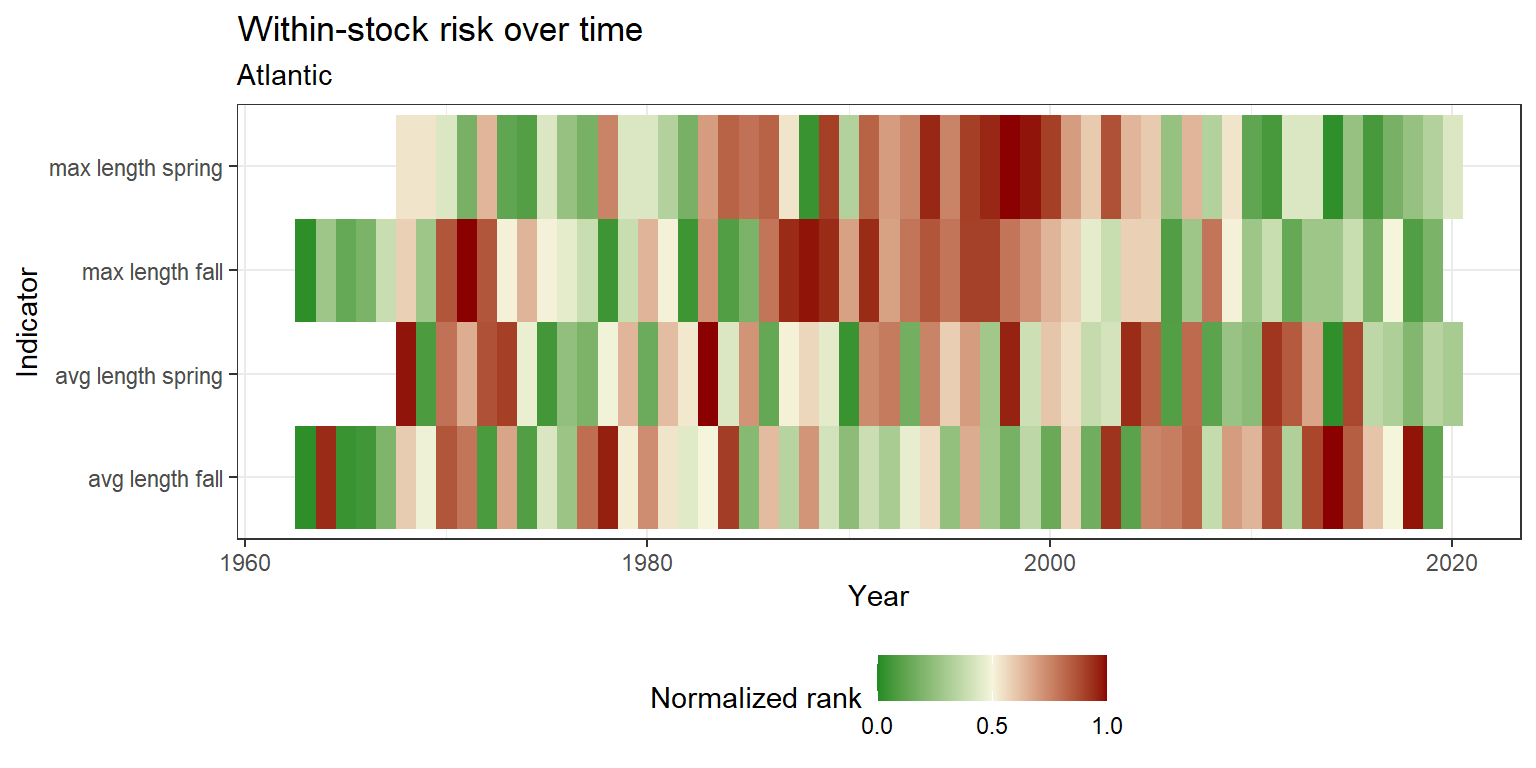 Within-stock risk over time
Atlantic
Indicator
max length spring
max length fall
avg length spring
avg length fall
1960 1980 2000 2020
Year
Normalized rank
0.0 0.5 1.0